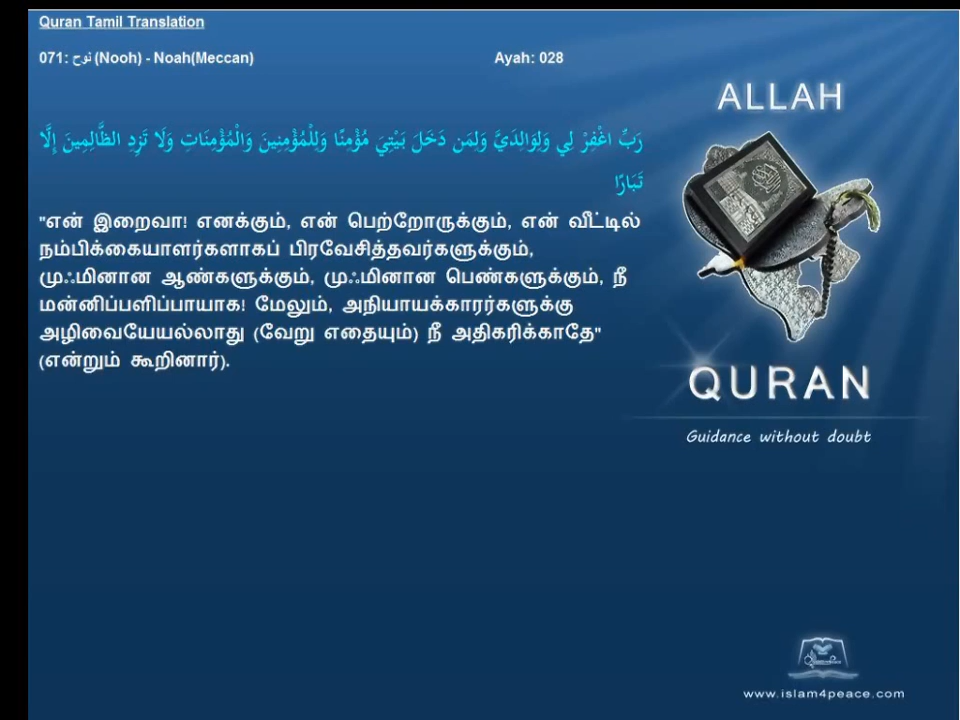 Quran Tamil Translation
071: نوح (Nooh) - Noah(Meccan)
Ayah: 028
رَبِّ اغْفِرْ لِي وَلِوَالِدَيَّ وَلِمَن دَخَلَ بَيْتِيَ مُؤْمِنًا وَلِلْمُؤْمِنِينَ وَالْمُؤْمِنَاتِ وَلَا تَزِدِ الظَّالِمِينَ إِلَّا
تَبَارًا
"என் இறைவா! எனக்கும், என் பெற்றோருக்கும், என் வீட்டில்
நம்பிக்கையாளர்களாகப் பிரவேசித்தவர்களுக்கும்,
முஃமினான ஆண்களுக்கும், முஃமினான பெண்களுக்கும், நீ
மன்னிப்பளிப்பாயாக! மேலும், அநியாயக்காரர்களுக்கு
அழிவையேயல்லாது (வேறு எதையும்) நீ அதிகரிக்காதே"
(என்றும் கூறினார்).
ALLAH
QURAN
Guidance without doubt
www.islam4peace.com